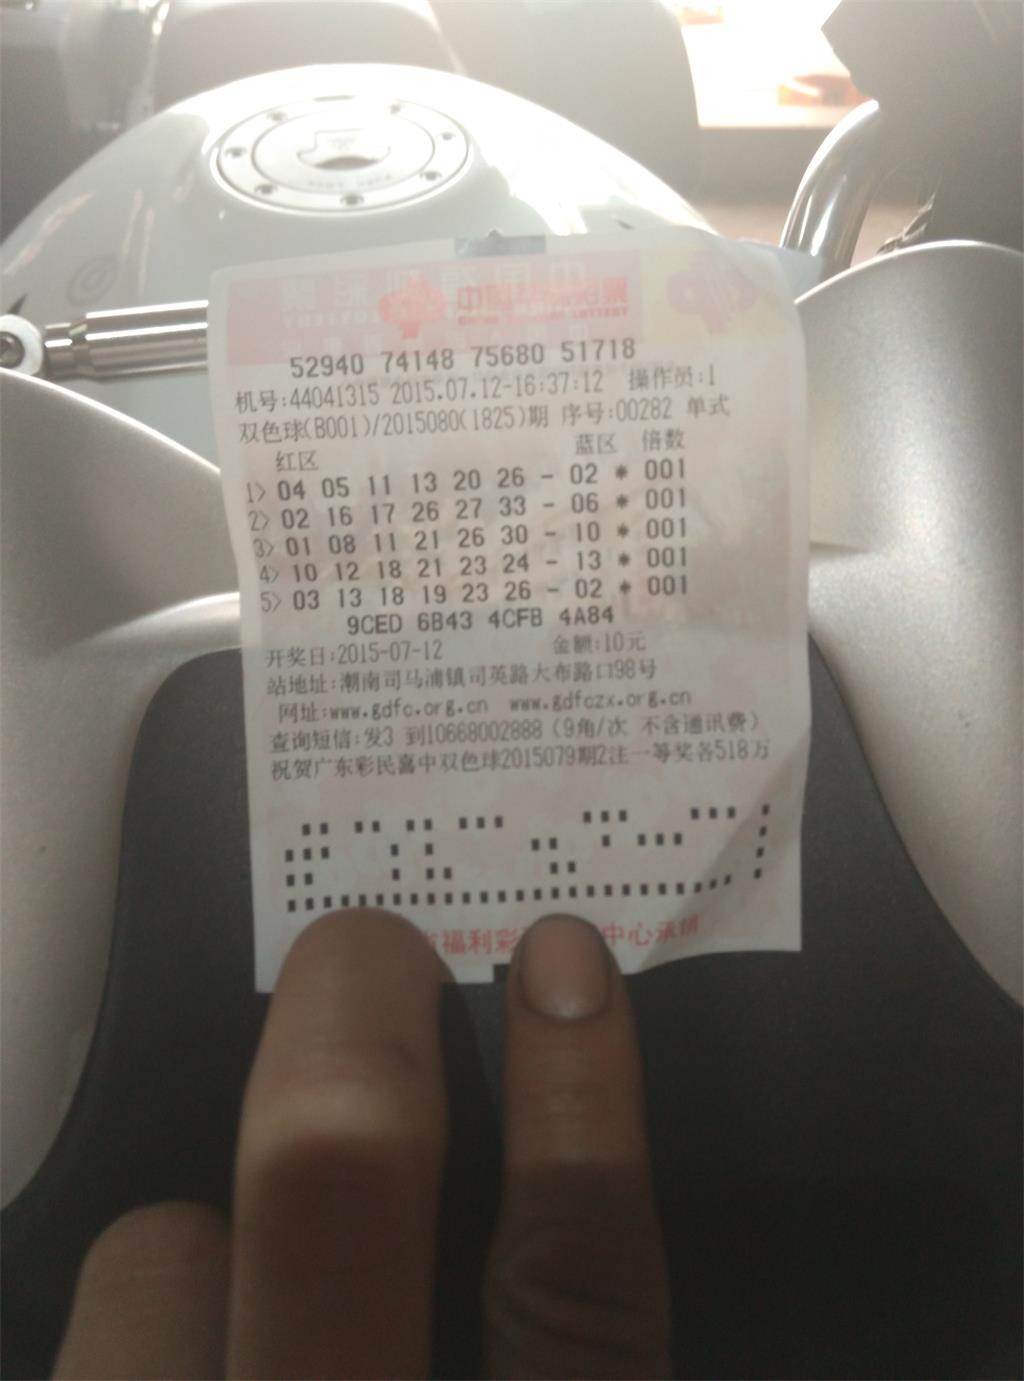 52940 74148 75680 51718
机号:44041315 2015.07.12-16:37:12 操作员:1
双色球(B001)/2015080(1825)期 序号:00282 单式
红区 蓝区 倍数
1> 04 05 11 13 20 26 - 02 * 001
2> 02 16 17 26 27 33 - 06 * 001
3> 01 08 11 21 26 30 - 10 * 001
4> 10 12 18 21 23 24 - 13 * 001
5> 03 13 18 19 23 26 - 02 * 001
9CED 6B43 4CFB 4A84
开奖日:2015-07-12 金额:10元
站地址:潮南司马浦镇司英路大布路口98号
网址:www.gdfc.org.cn www.gdfczx.org.cn
查询短信:发3 到10668002888 (9角/次 不含通讯费)
祝贺广东彩民喜中双色球2015079期2注一等奖各518万
福利彩 中心承销